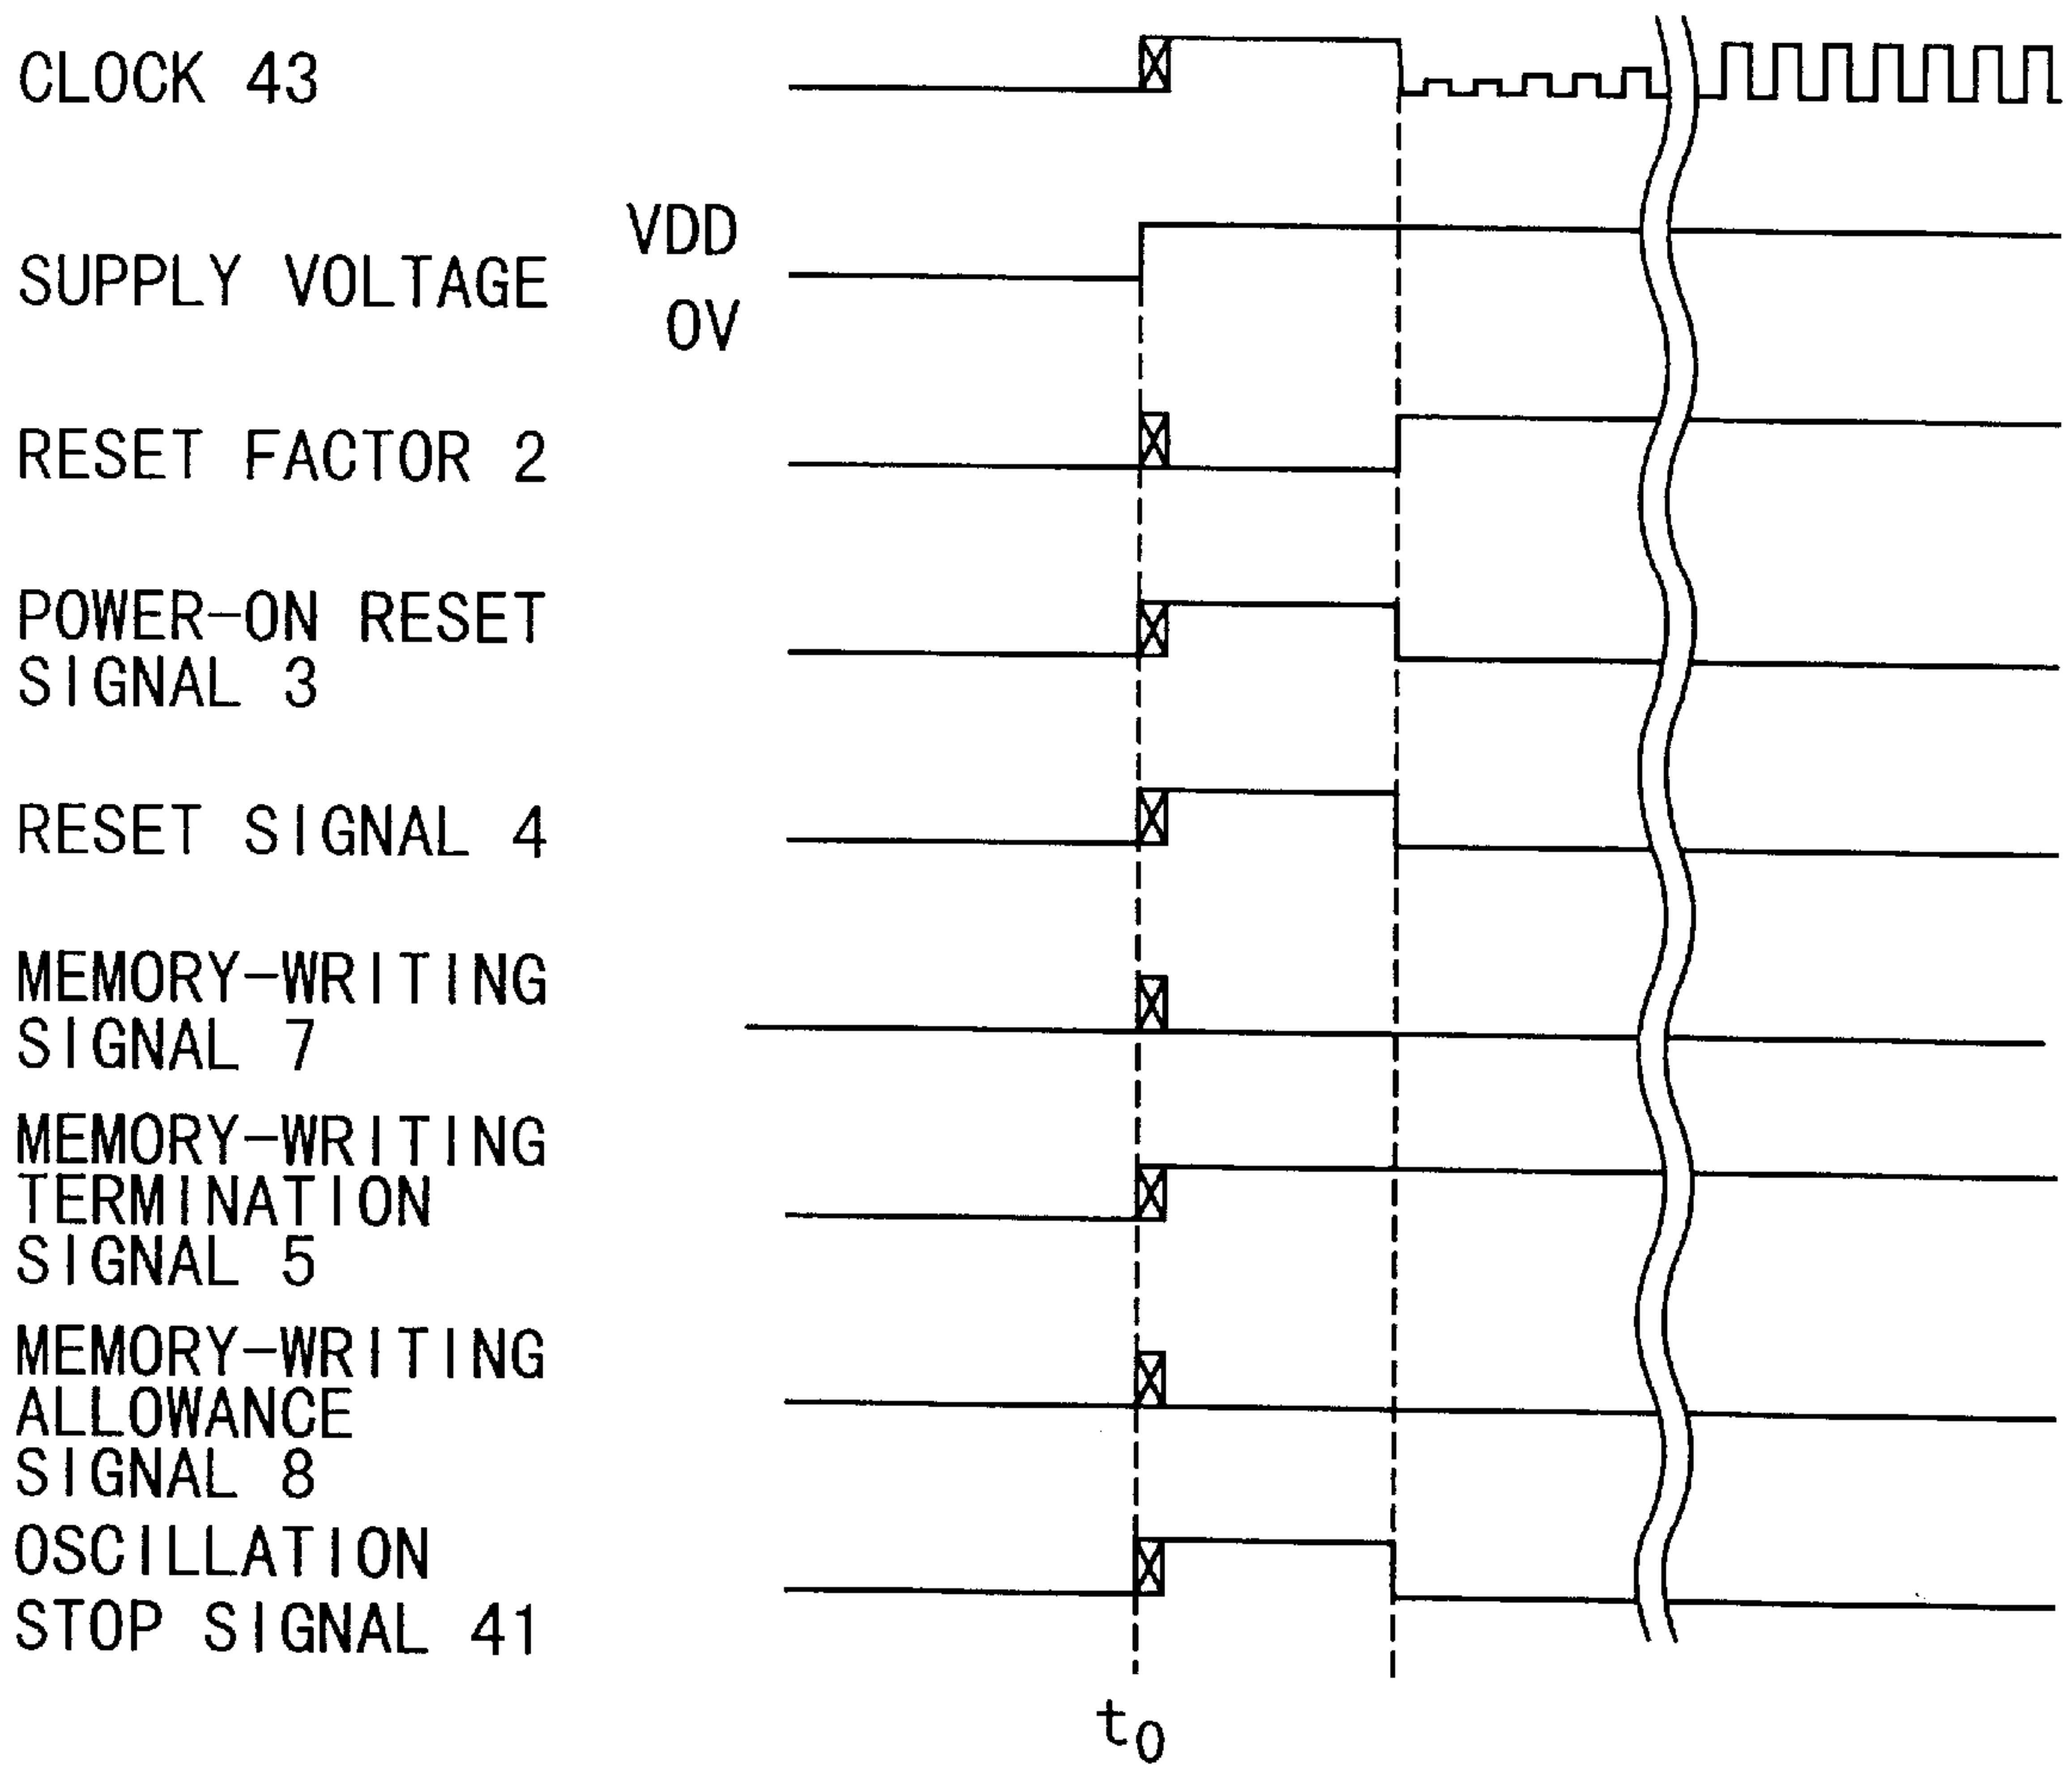 CLOCK 43
VDD
SUPPLY VOLTAGE
0V
RESET FACTOR 2
POWER-ON RESET
SIGNAL 3
RESET SIGNAL 4
MEMORY-WRITING
SIGNAL 7
MEMORY-WRITING
TERMINATION
SIGNAL 5
MEMORY-WRITING
ALLOWANCE
SIGNAL 8
OSCILLATION
STOP SIGNAL 41
t0